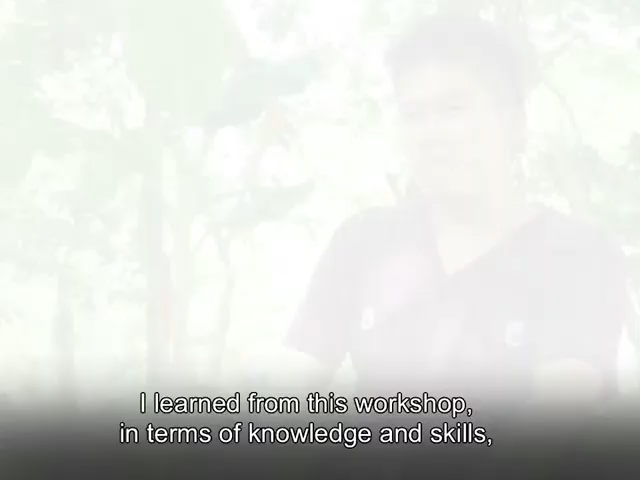 I learned from this workshop,
in terms of knowledge and skills,